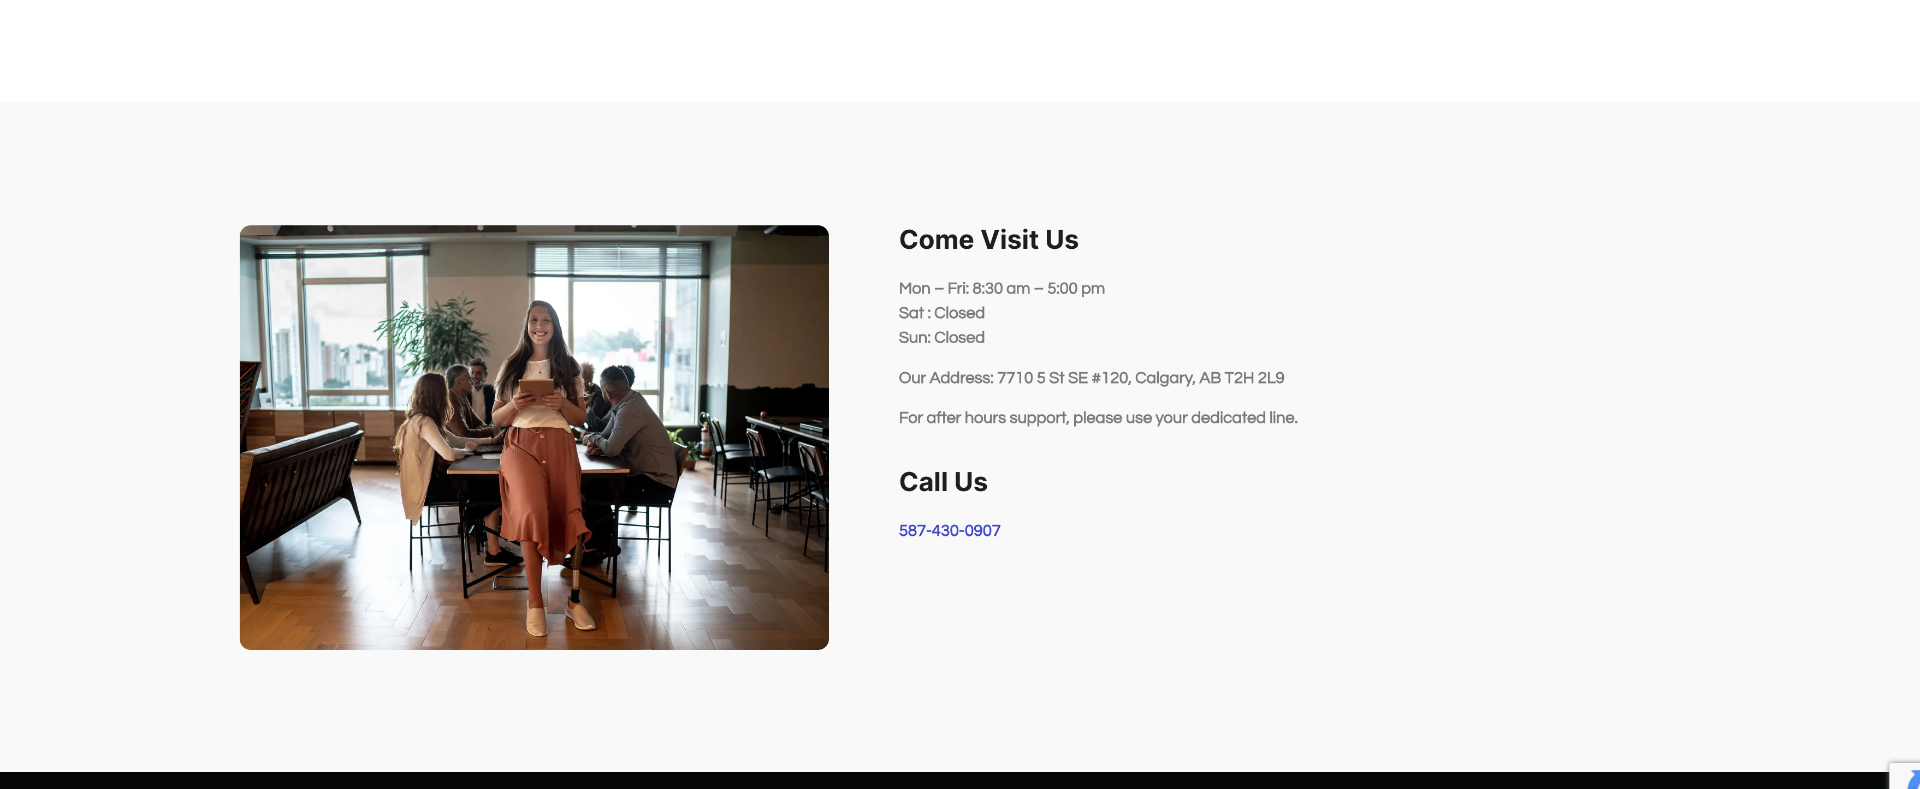 Come Visit Us
Mon – Fri: 8:30 am – 5:00 pm
Sat : Closed
Sun: Closed
Our Address: 7710 5 St SE #120, Calgary, AB T2H 2L9
For after hours support, please use your dedicated line.
Call Us
587-430-0907